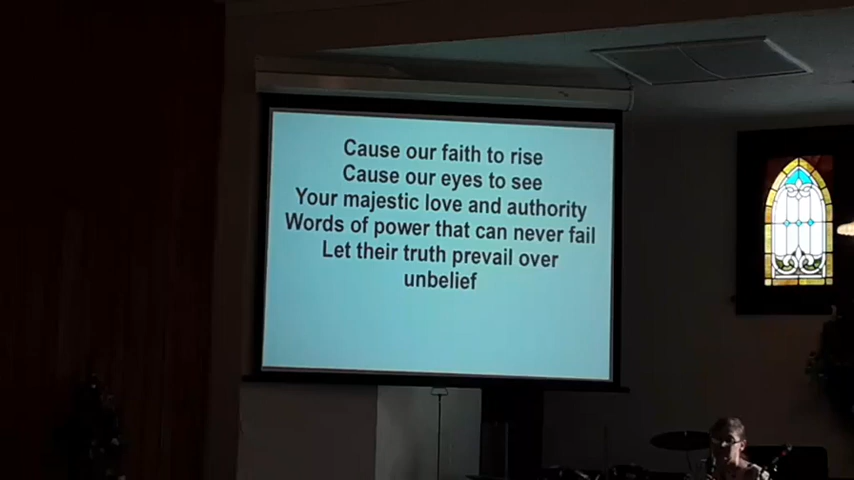 Cause our faith to rise
Cause our eyes to see
Your majestic love and authority
Words of power that can never fail
Let their truth prevail over
unbelief